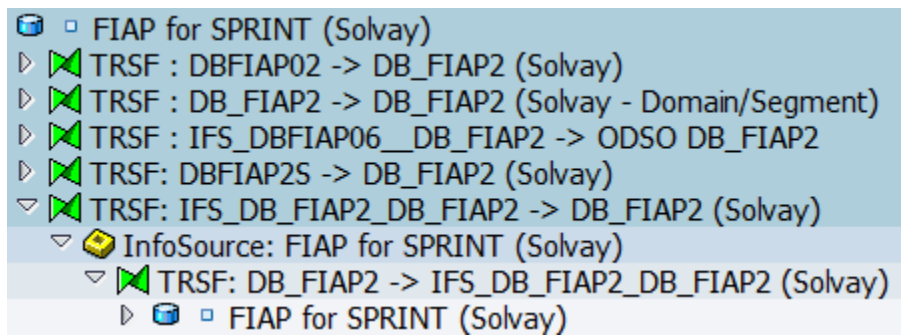 FIAP for SPRINT (Solvay)
TRSF : DBFIAP02 -> DB_FIAP2 (Solvay)
TRSF : DB_FIAP2 -> DB_FIAP2 (Solvay - Domain/Segment)
TRSF : IFS_DBFIAP06__DB_FIAP2 -> ODSO DB_FIAP2
TRSF: DBFIAP2S -> DB_FIAP2 (Solvay)
TRSF: IFS_DB_FIAP2_DB_FIAP2 -> DB_FIAP2 (Solvay)
InfoSource: FIAP for SPRINT (Solvay)
TRSF: DB_FIAP2 -> IFS_DB_FIAP2_DB_FIAP2 (Solvay)
FIAP for SPRINT (Solvay)